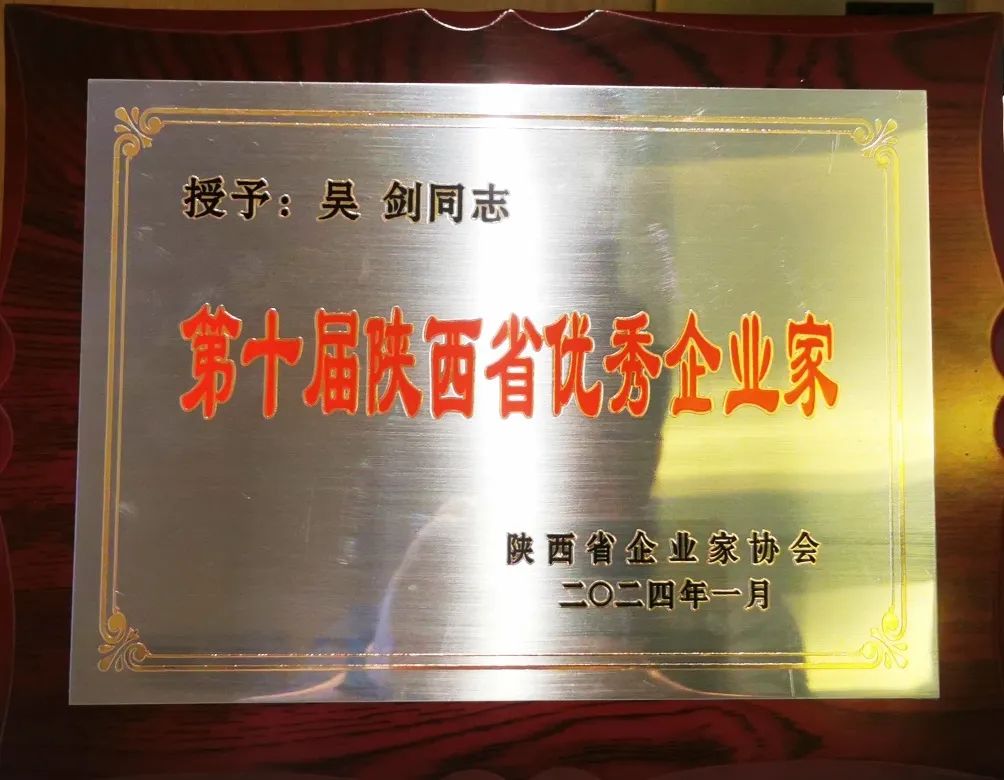 授予：吴 剑同志
第十届陕西省优秀企业家
陕西省企业家协会
二〇二四年一月